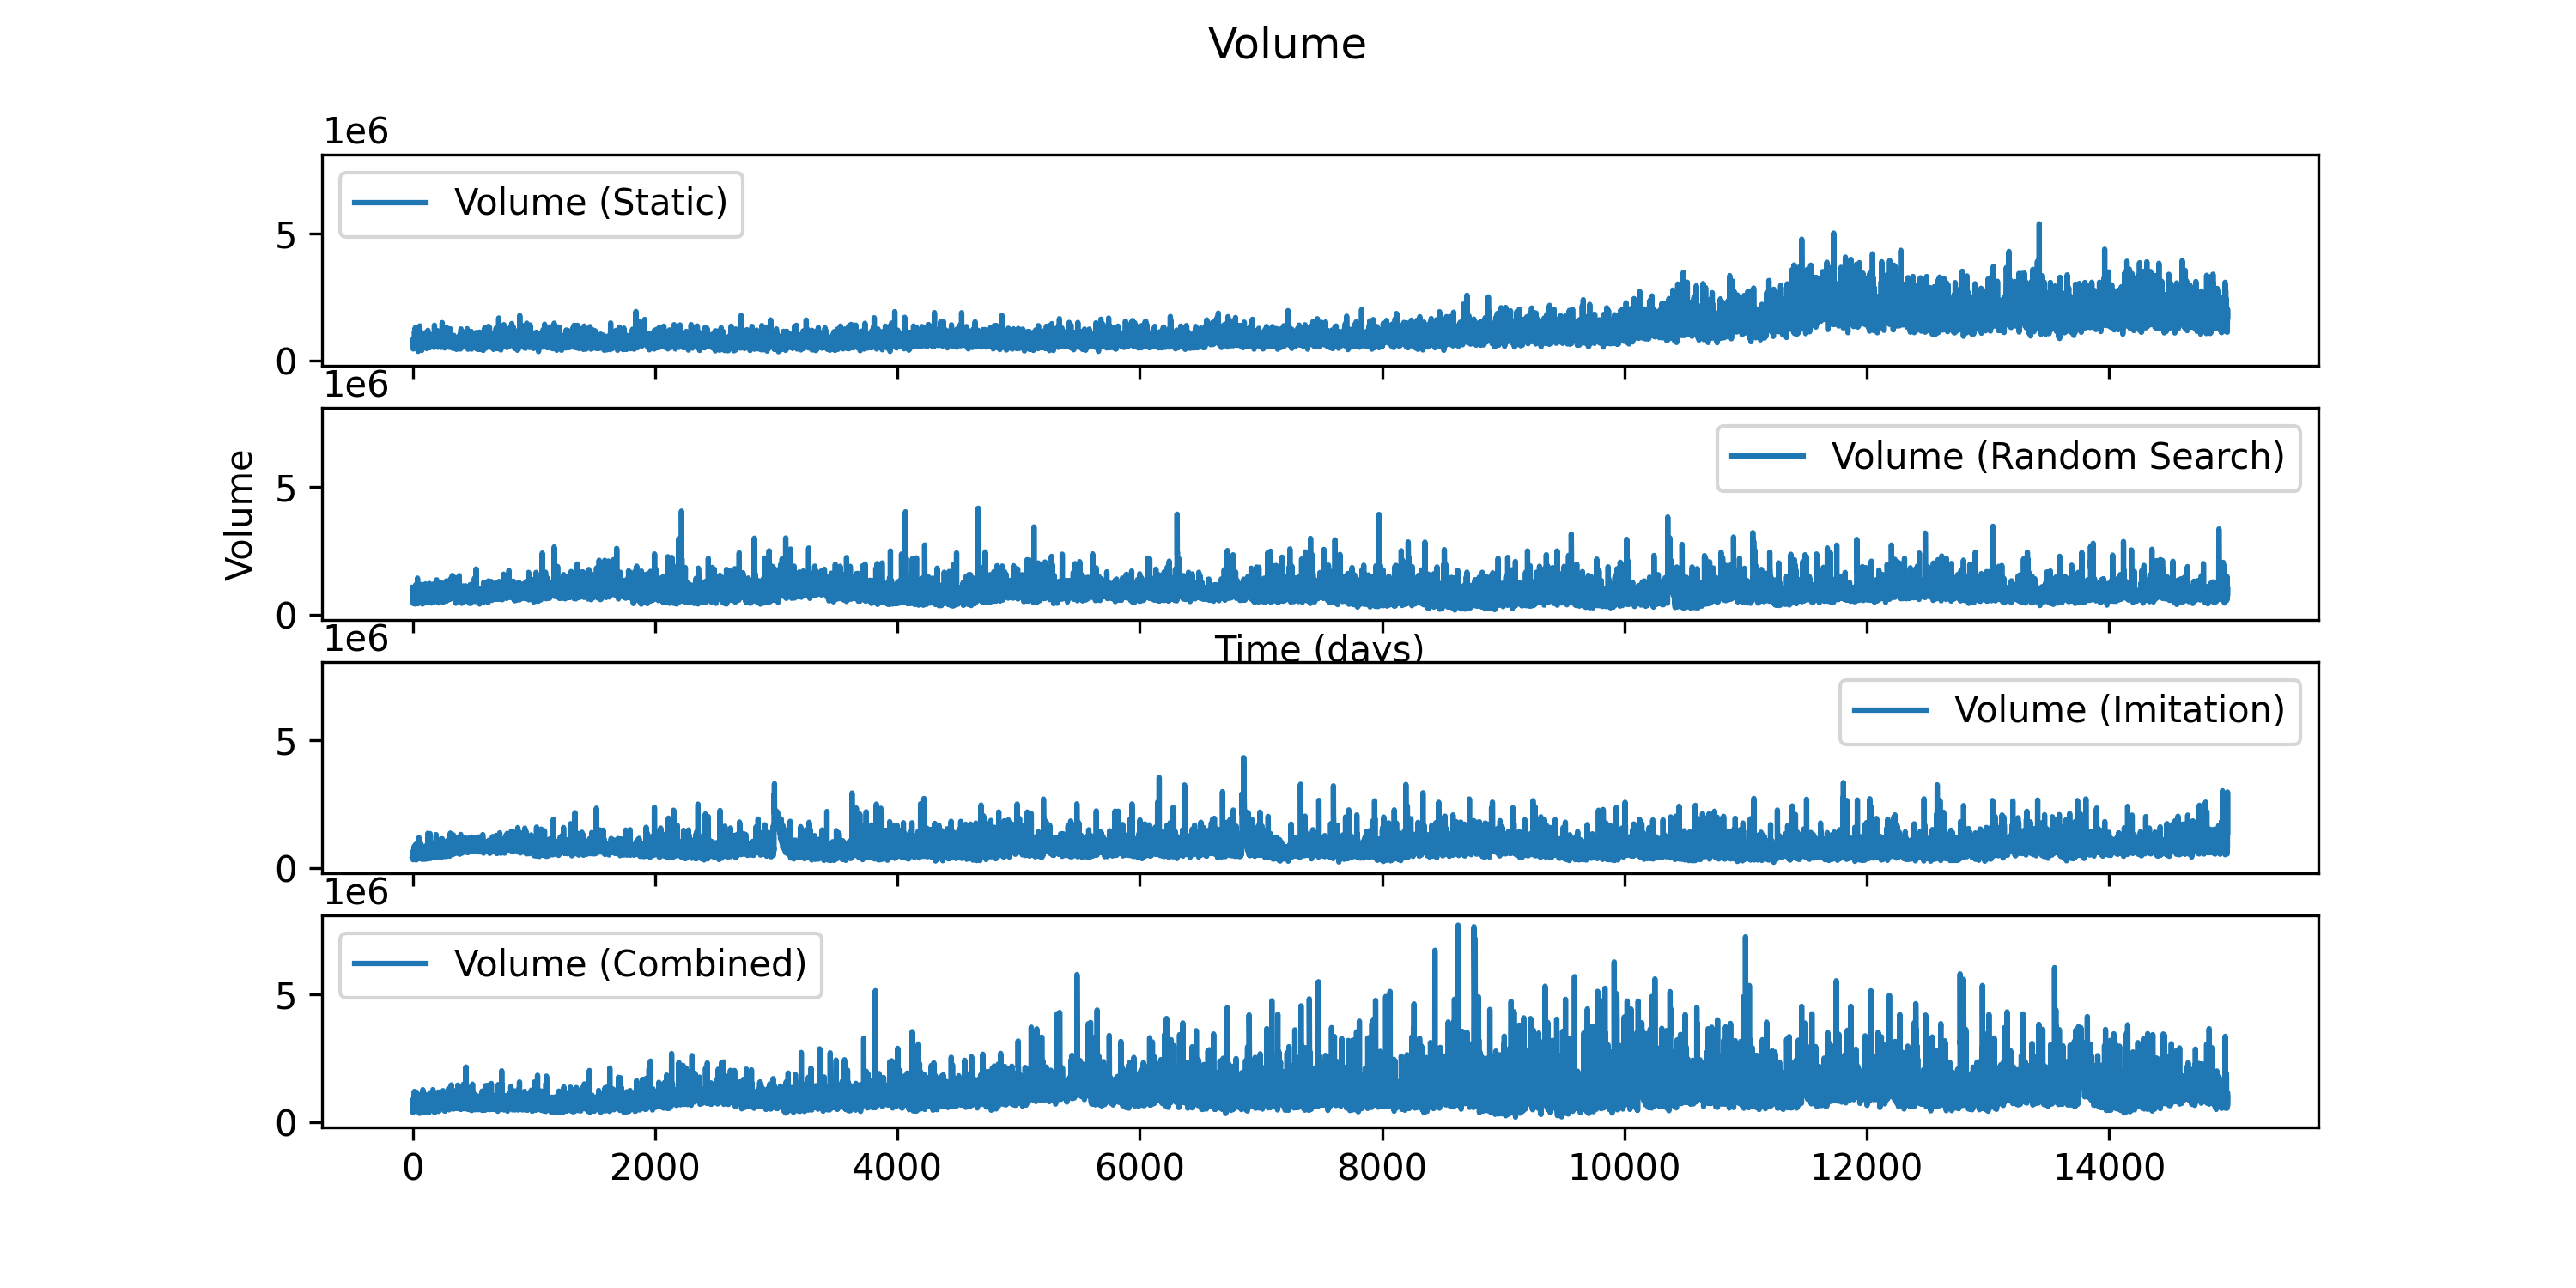 Volume
1e6
Volume (Static)
5
0
1e6
Volume (Random Search)
Volume
5
0
Time (days)
1e6
Volume (Imitation)
5
0
1e6
Volume (Combined)
5
0
0 2000 4000 6000 8000 10000 12000 14000